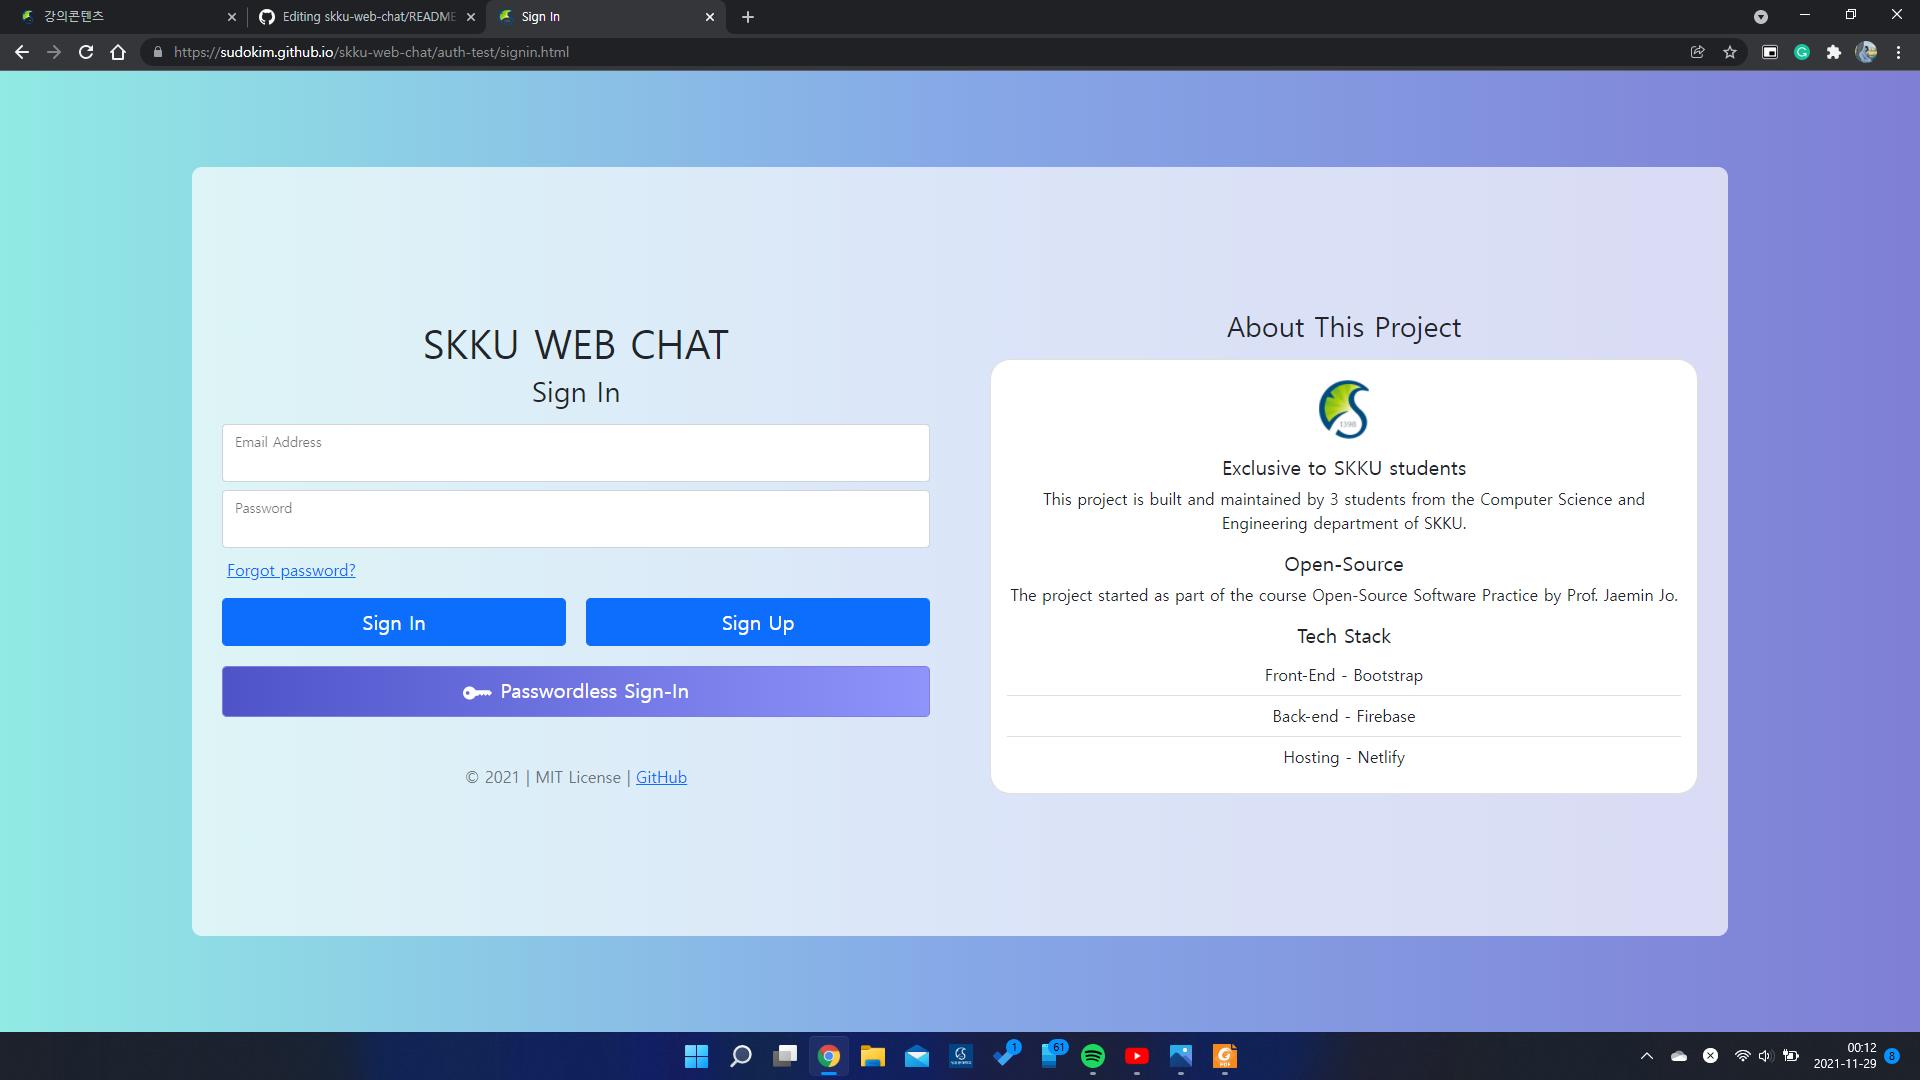 강의콘텐츠
Editing skku-web-chat/README
Sign In
https://sudokim.github.io/skku-web-chat/auth-test/signin.html
SKKU WEB CHAT
Sign In
Email Address
Password
Forgot password?
Sign In
Sign Up
Passwordless Sign-In
© 2021 | MIT License | GitHub
About This Project
1398
Exclusive to SKKU students
This project is built and maintained by 3 students from the Computer Science and
Engineering department of SKKU.
Open-Source
The project started as part of the course Open-Source Software Practice by Prof. Jaemin Jo.
Tech Stack
Front-End - Bootstrap
Back-end - Firebase
Hosting - Netlify
1
61
PDF
00:12
2021-11-29
8